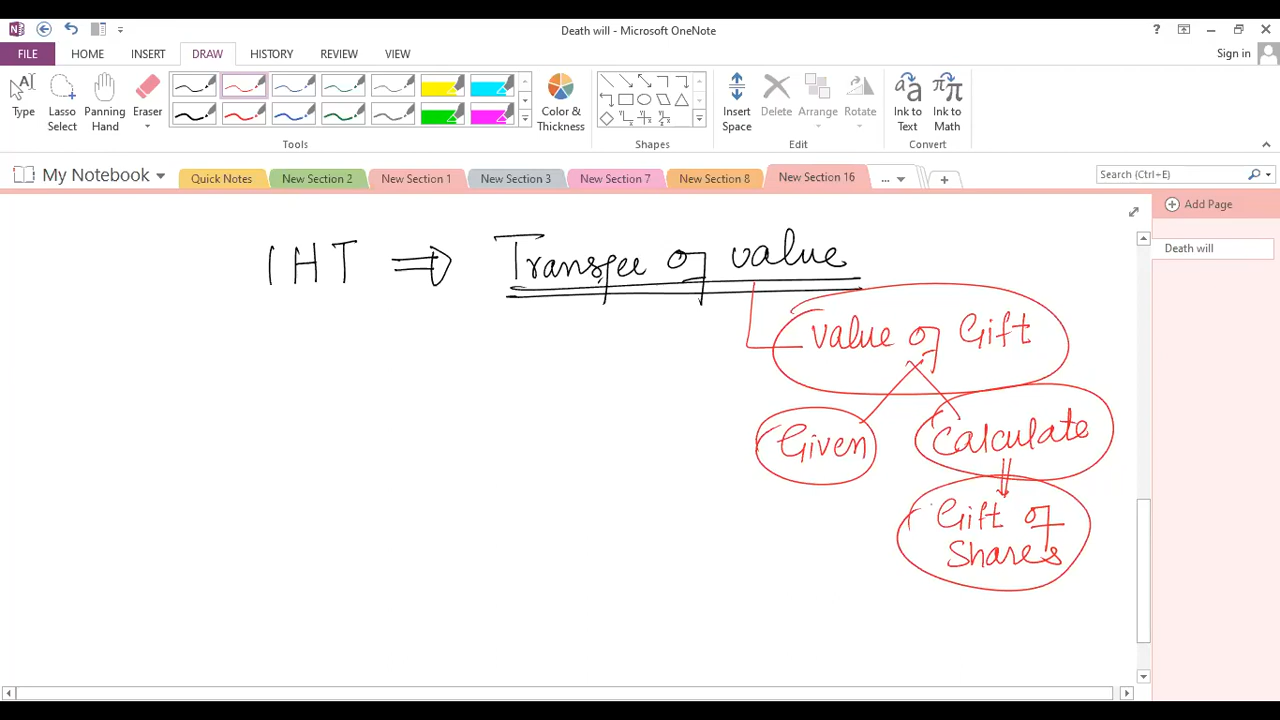 Death will - Microsoft OneNote
?
FILE HOME INSERT DRAW HISTORY REVIEW VIEW
Sign in
Type
Lasso Select
Panning Hand
Eraser
Color & Thickness
Insert Space
Delete
Arrange
Rotate
Ink to Text
Ink to Math
Tools
Shapes
Edit
Convert
My Notebook
Quick Notes
New Section 2
New Section 1
New Section 3
New Section 7
New Section 8
New Section 16
...
Search (Ctrl+E)
Add Page
Death will
IHT ⇒ Transfer of value
Value of Gift
Given
Calculate
Gift of
Shares